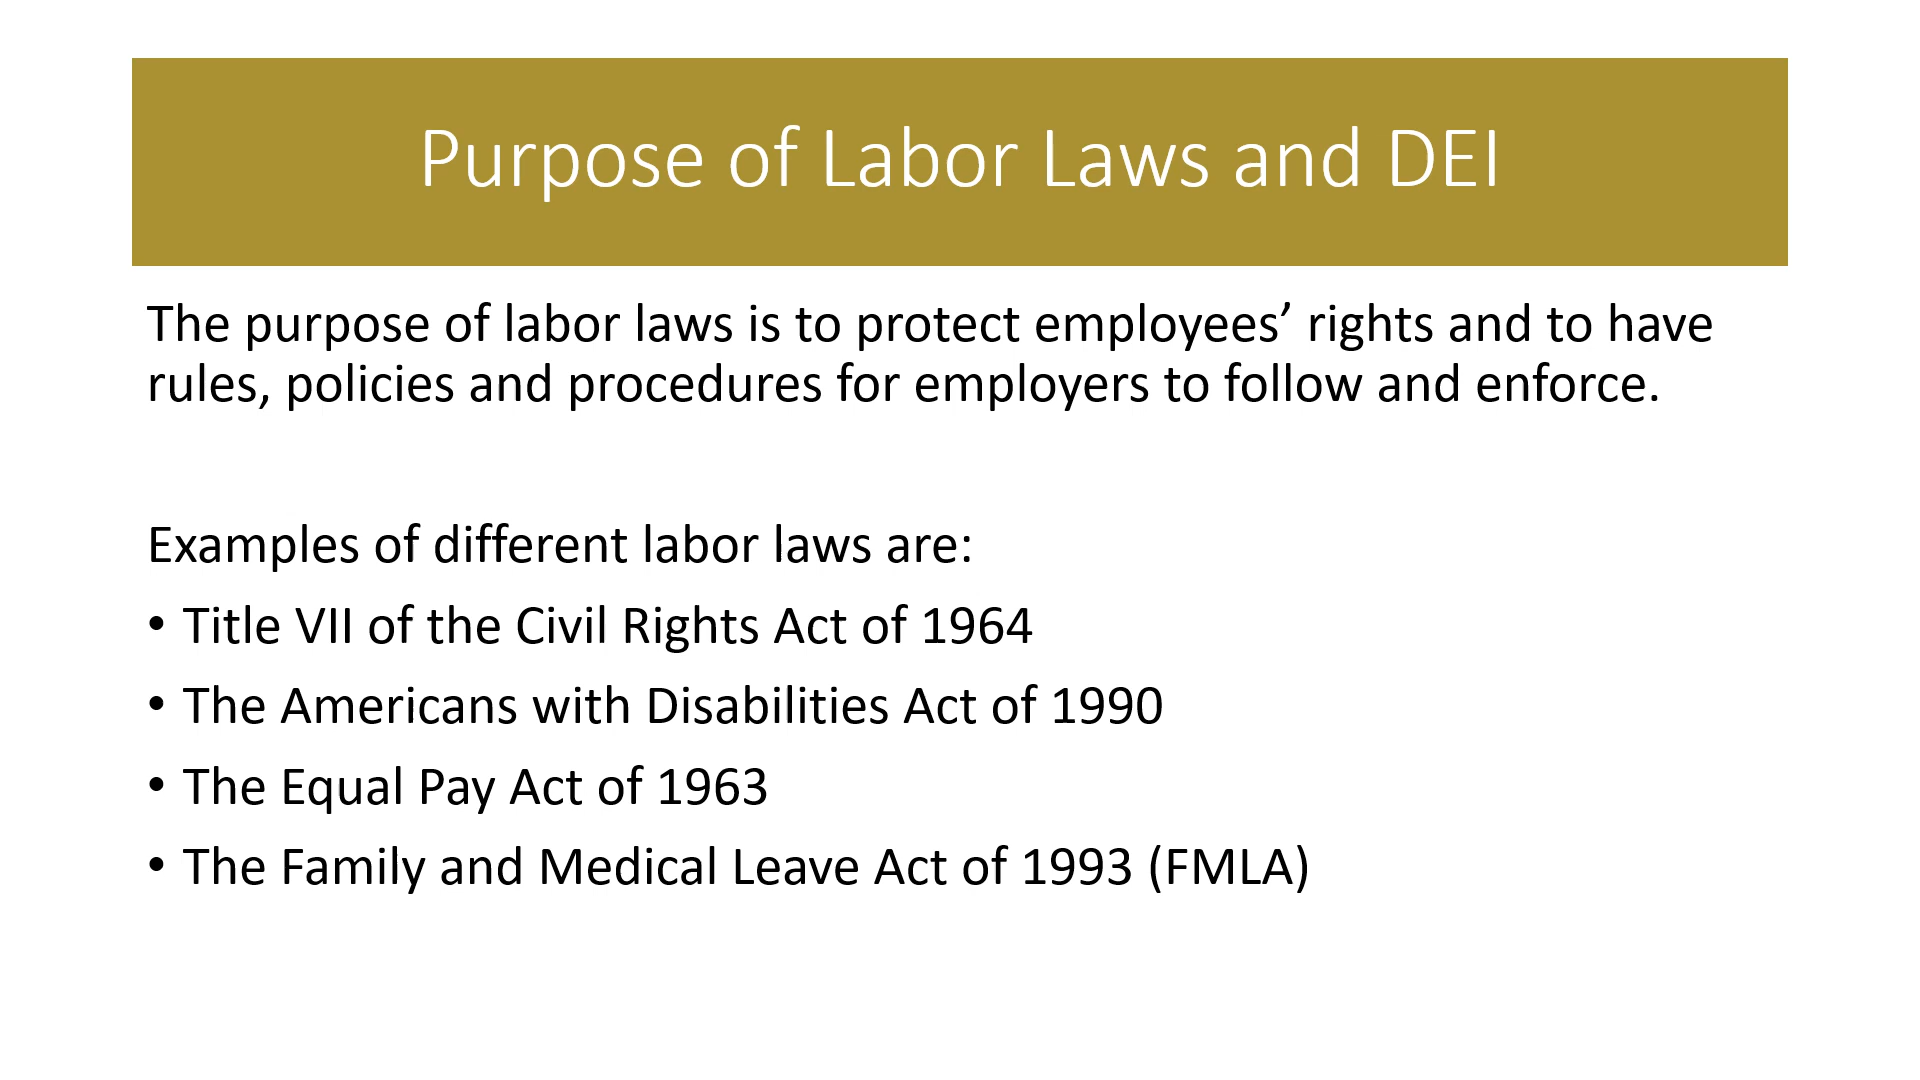 Purpose of Labor Laws and DEI
The purpose of labor laws is to protect employees’ rights and to have
rules, policies and procedures for employers to follow and enforce.
Examples of different labor laws are:
• Title VII of the Civil Rights Act of 1964
• The Americans with Disabilities Act of 1990
• The Equal Pay Act of 1963
• The Family and Medical Leave Act of 1993 (FMLA)